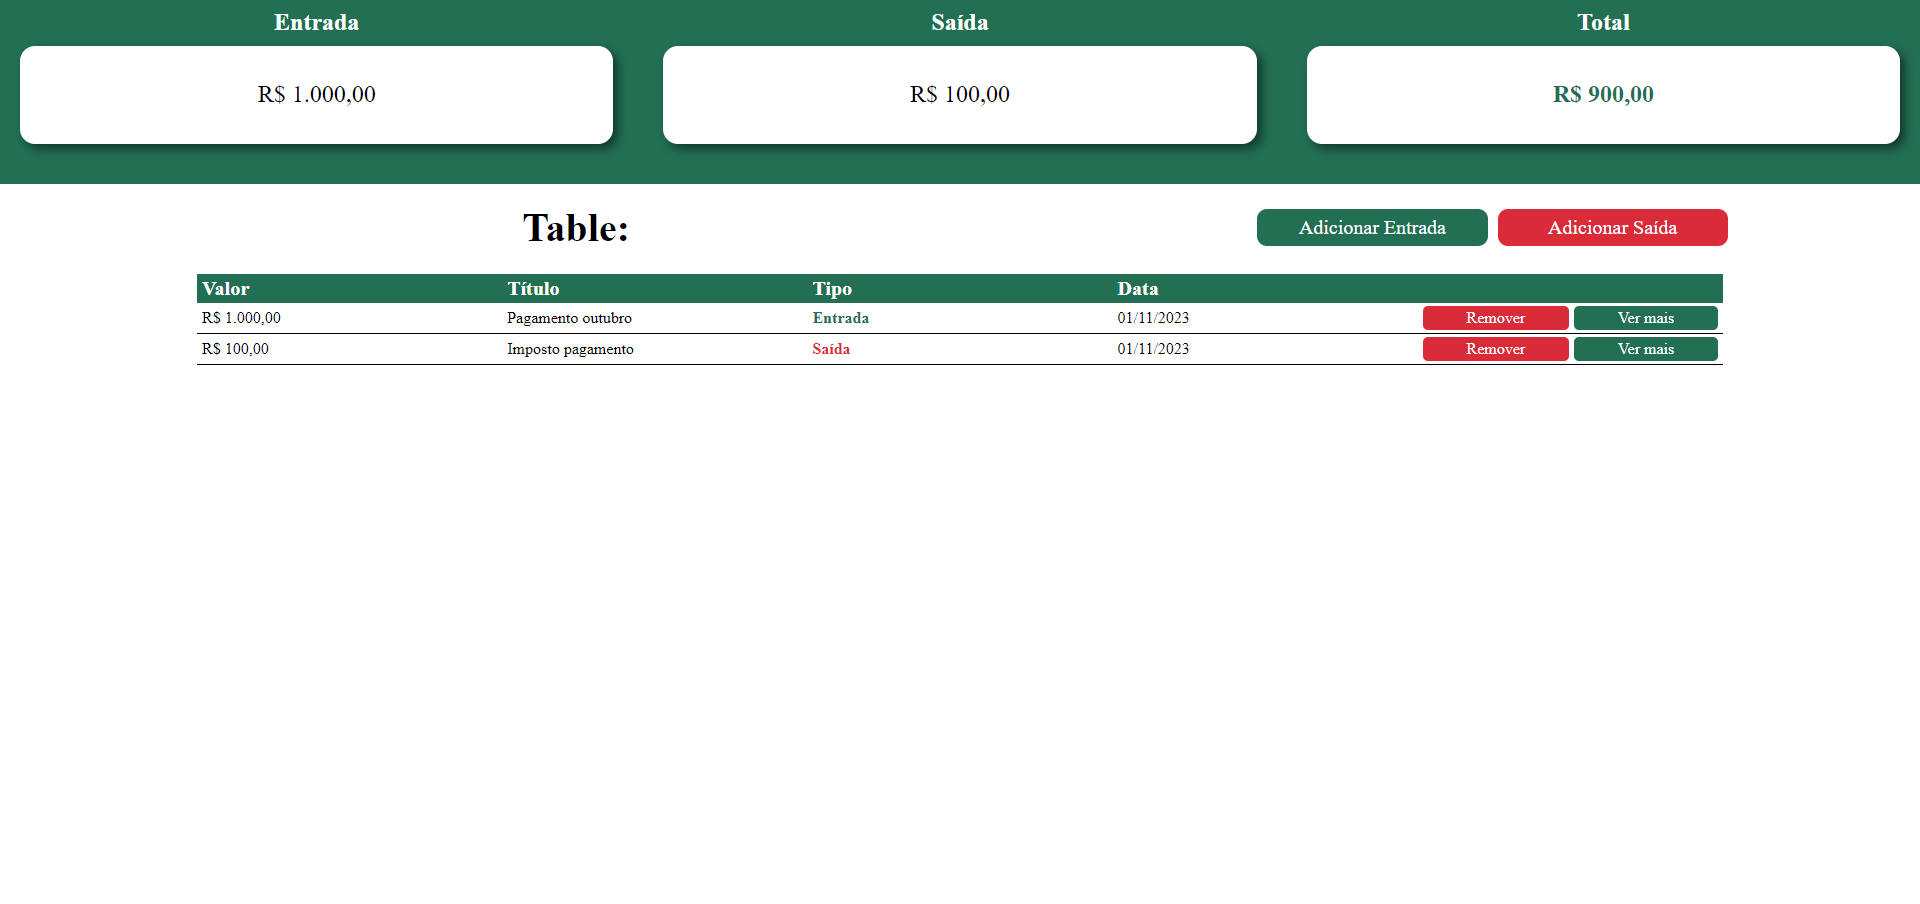 Entrada Saída Total
R$ 1.000,00 R$ 100,00 R$ 900,00
Table: Adicionar Entrada Adicionar Saída
Valor Título Tipo Data
R$ 1.000,00 Pagamento outubro Entrada 01/11/2023 Remover Ver mais
R$ 100,00 Imposto pagamento Saída 01/11/2023 Remover Ver mais